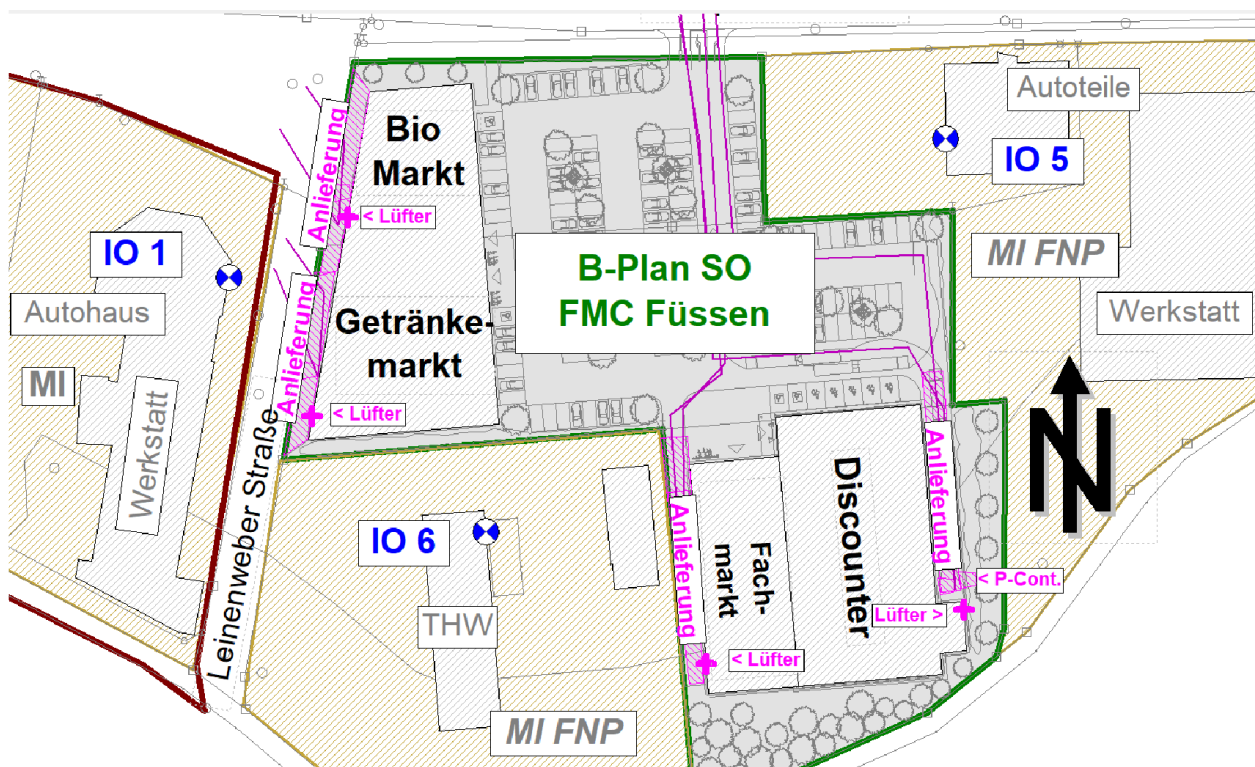 Autoteile
IO 5
Bio
Markt
Anlieferung
< Lüfter
IO 1
Autohaus
B-Plan SO
FMC Füssen
MI FNP
Werkstatt
Getränke-
markt
Anlieferung
< Lüfter
MI
Werkstatt
Leinenweber Straße
N
Anlieferung
Discounter
IO 6
Anlieferung
Fach-
markt
< P-Cont.
Lüfter >
THW
< Lüfter
MI FNP